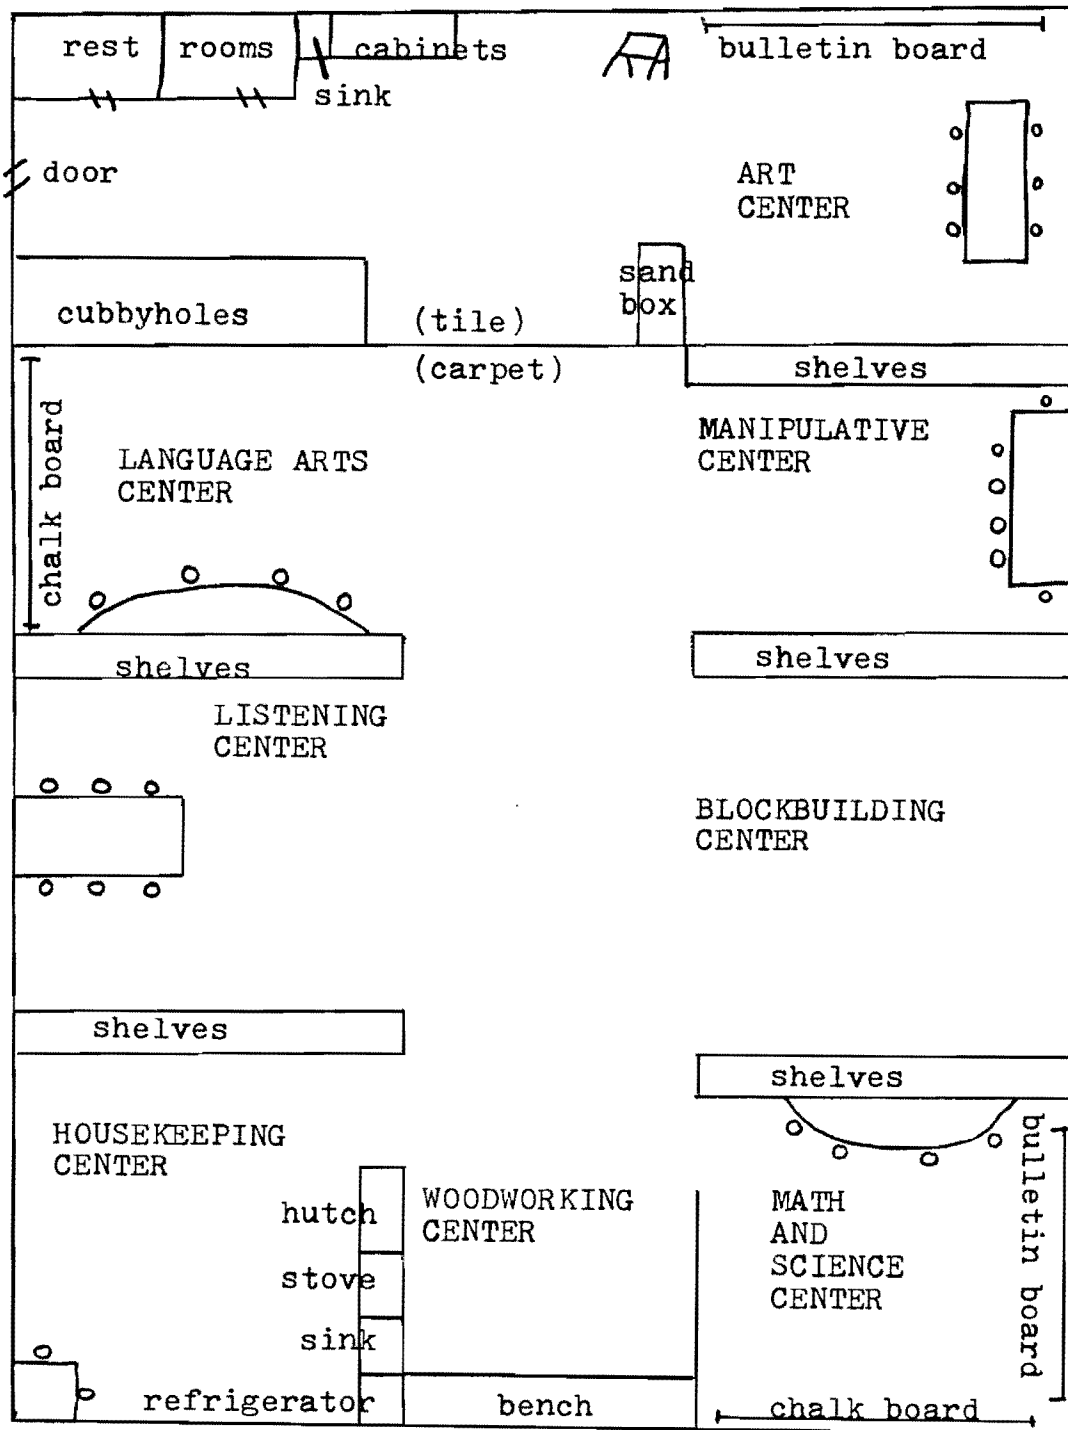 rest rooms cabinets
bulletin board
sink
door
ART
CENTER
sand
box
cubbyholes
(tile)
(carpet)
shelves
chalk board
LANGUAGE ARTS
CENTER
MANIPULATIVE
CENTER
shelves
shelves
LISTENING
CENTER
BLOCKBUILDING
CENTER
shelves
shelves
HOUSEKEEPING
CENTER
hutch
stove
sink
refrigerator
WOODWORKING
CENTER
bench
MATH
AND
SCIENCE
CENTER
bulletin board
chalk board